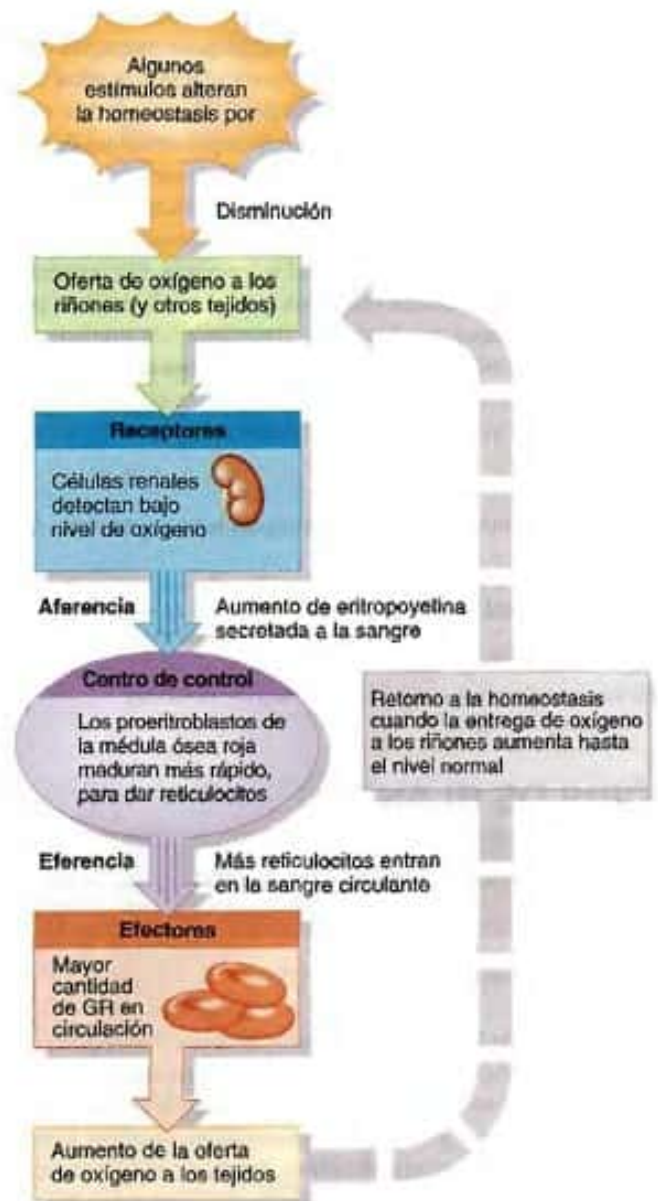 Algunos
estímulos alteran
la homeostasis por
Disminución
Oferta de oxígeno a los
riñones (y otros tejidos)
Receptores
Células renales
detectan bajo
nivel de oxígeno
Aferencia
Aumento de eritropoyetina
secretada a la sangre
Centro de control
Los proeritroblastos de
la médula ósea roja
maduran más rápido,
para dar reticulocitos
Eferencia
Más reticulocitos entran
en la sangre circulante
Efectores
Mayor
cantidad
de GR en
circulación
Aumento de la oferta
de oxígeno a los tejidos
Retorno a la homeostasis
cuando la entrega de oxígeno
a los riñones aumenta hasta
el nivel normal